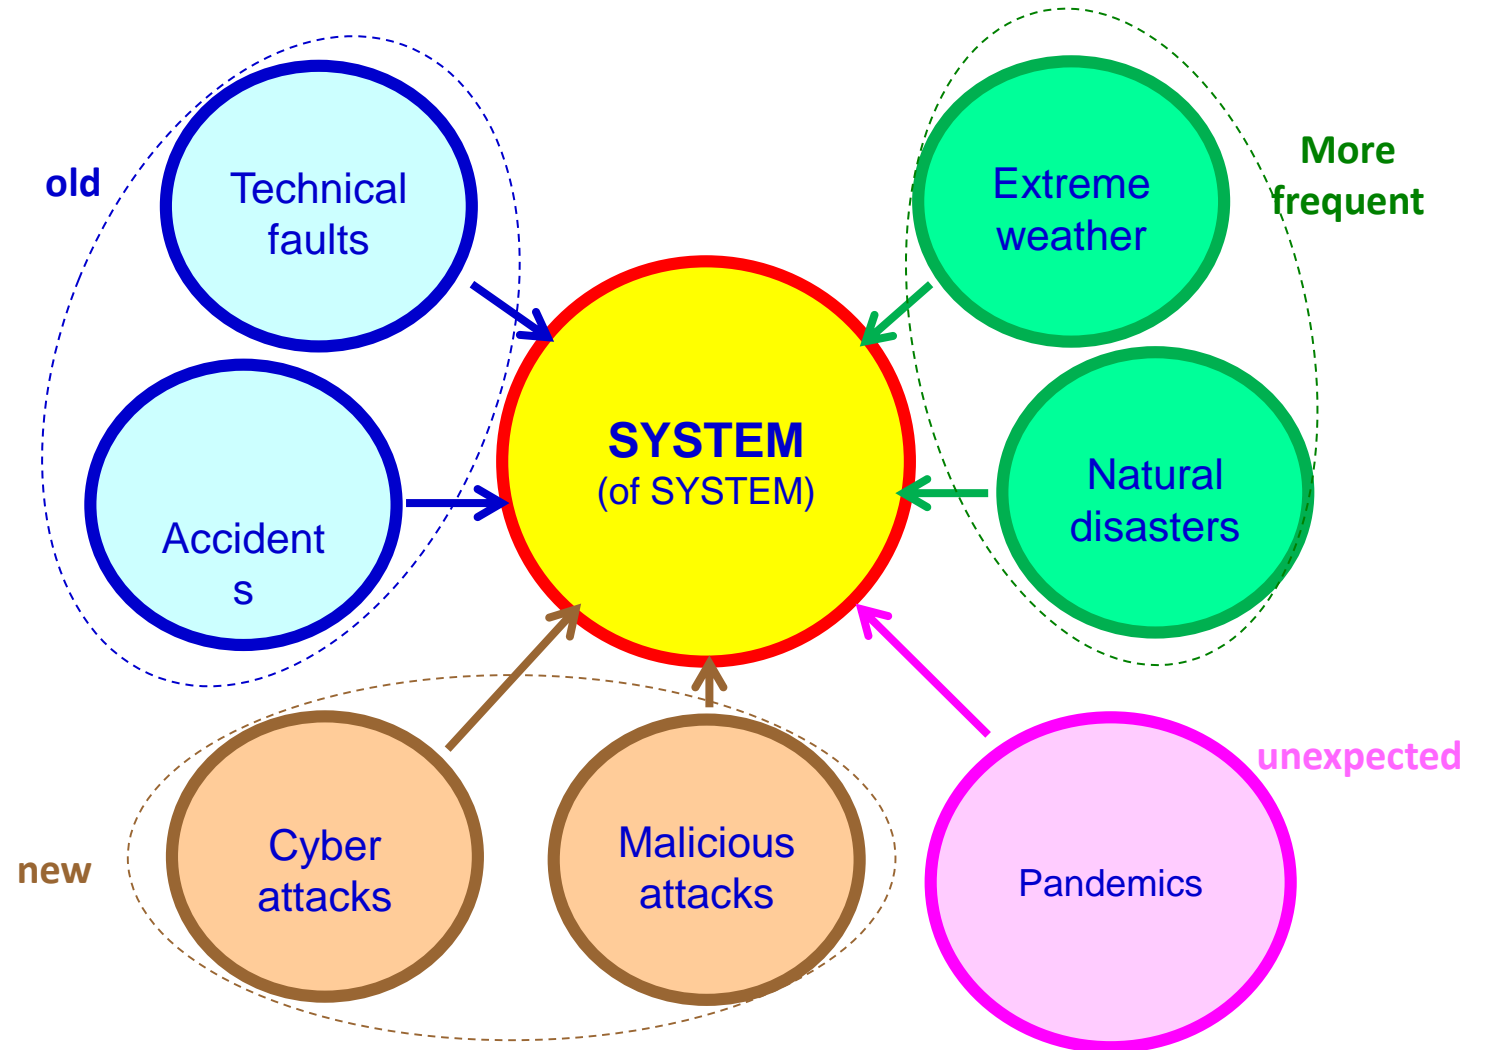 old
Technical
faults
Accident
s
SYSTEM
(of SYSTEM)
Extreme
weather
More
frequent
Natural
disasters
new
Cyber
attacks
Malicious
attacks
unexpected
Pandemics